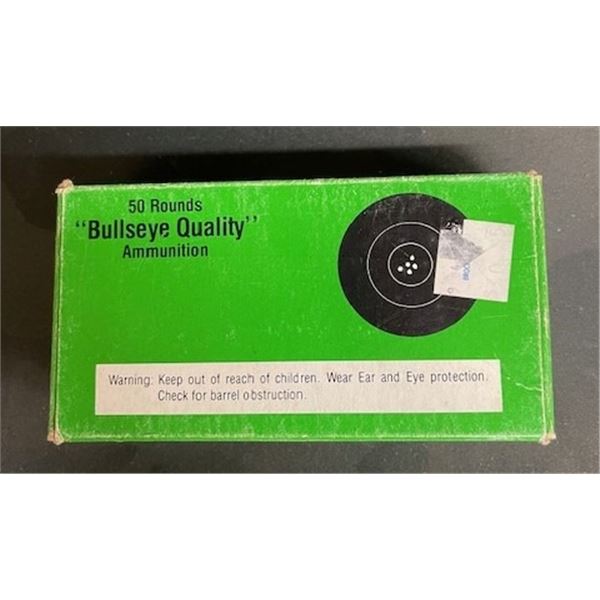 50 Rounds
"Bullseye Quality"
Ammunition
Warning: Keep out of reach of children. Wear Ear and Eye protection.
Check for barrel obstruction.